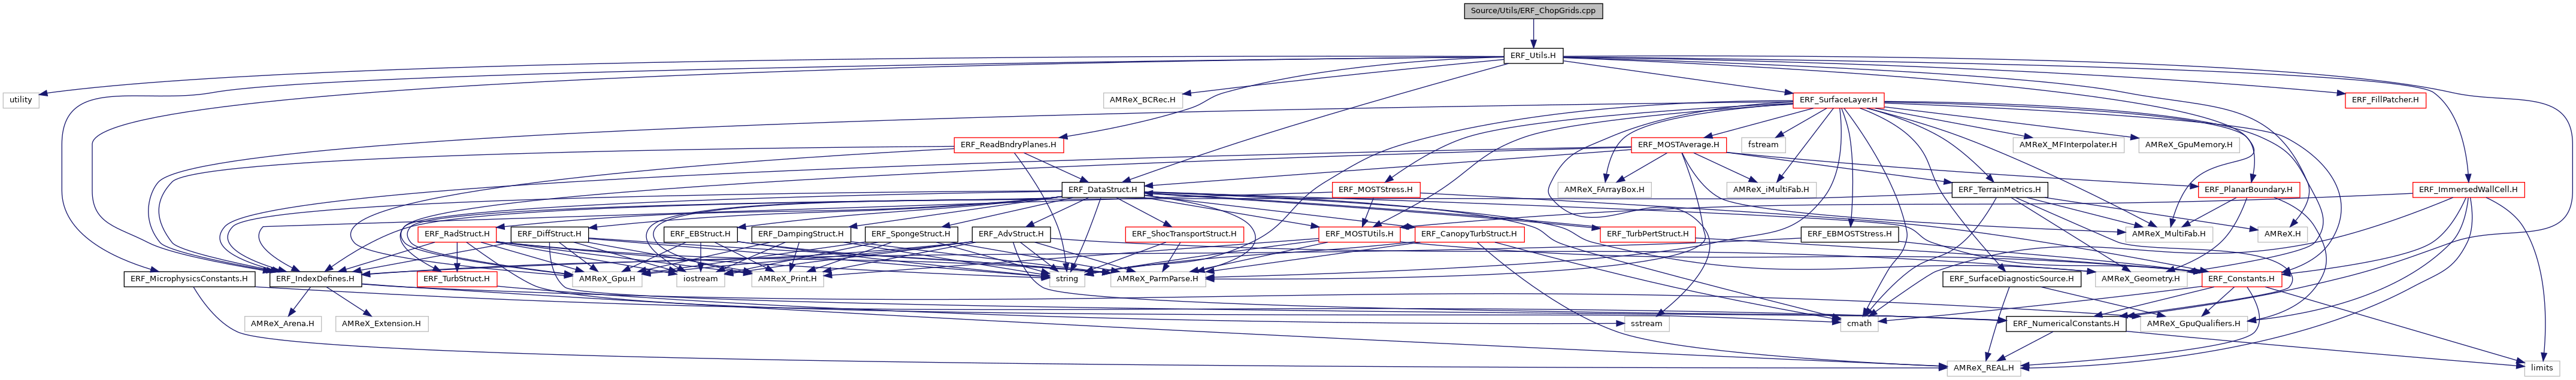 Source/Utils/ERF_ChopGrids.cpp
ERF_Utils.H
utility
AMReX_BCRec.H
ERF_SurfaceLayer.H
ERF_FillPatcher.H
ERF_ReadBndryPlanes.H
ERF_MOSTAverage.H
fstream
AMReX_MFInterpolater.H
AMReX_GpuMemory.H
ERF_DataStruct.H
ERF_MOSTStress.H
AMReX_FArrayBox.H
AMReX_iMultiFab.H
ERF_TerrainMetrics.H
ERF_PlanarBoundary.H
ERF_ImmersedWallCell.H
ERF_RadStruct.H
ERF_DiffStruct.H
ERF_EBStruct.H
ERF_DampingStruct.H
ERF_SpongeStruct.H
ERF_AdvStruct.H
ERF_ShocTransportStruct.H
ERF_MOSTUtils.H
ERF_CanopyTurbStruct.H
ERF_TurbPertStruct.H
ERF_EBMOSTStress.H
AMReX_MultiFab.H
AMReX.H
ERF_MicrophysicsConstants.H
ERF_IndexDefines.H
ERF_TurbStruct.H
AMReX_Gpu.H
iostream
AMReX_Print.H
string
AMReX_ParmParse.H
ERF_SurfaceDiagnosticSource.H
AMReX_Geometry.H
ERF_Constants.H
AMReX_Arena.H
AMReX_Extension.H
sstream
cmath
ERF_NumericalConstants.H
AMReX_GpuQualifiers.H
AMReX_REAL.H
limits